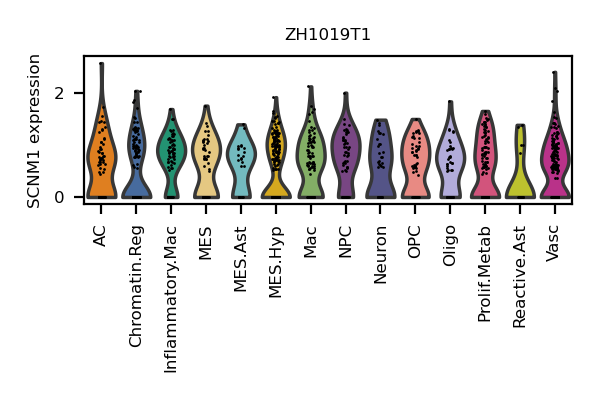 ZH1019T1
SCNM1 expression
2
0
AC
Chromatin.Reg
Inflammatory.Mac
MES
MES.Ast
MES.Hyp
Mac
NPC
Neuron
OPC
Oligo
Prolif.Metab
Reactive.Ast
Vasc